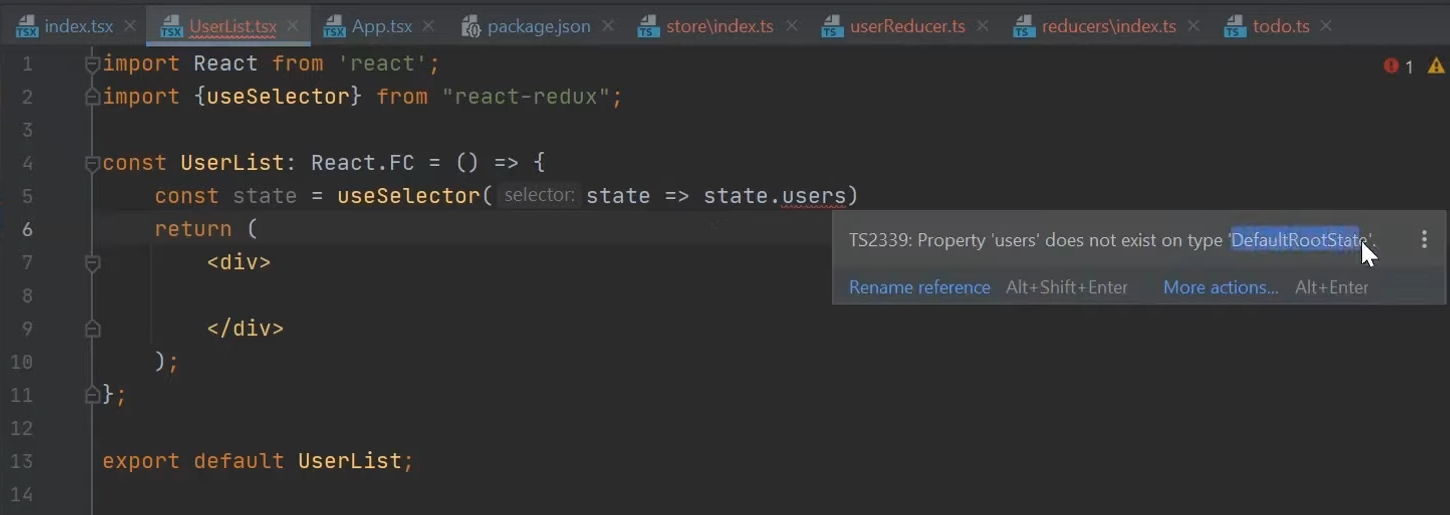 index.tsx UserList.tsx App.tsx package.json store\index.ts userReducer.ts reducers\index.ts todo.ts
1 import React from 'react';
1
2 import {useSelector} from "react-redux";
3
4 const UserList: React.FC = () => {
5 const state = useSelector( selector: state => state.users)
6 return (
TS2339: Property 'users' does not exist on type 'DefaultRootState'.
7 <div>
Rename reference Alt+Shift+Enter More actions... Alt+Enter
8
9 </div>
10 );
11 };
12
13 export default UserList;
14